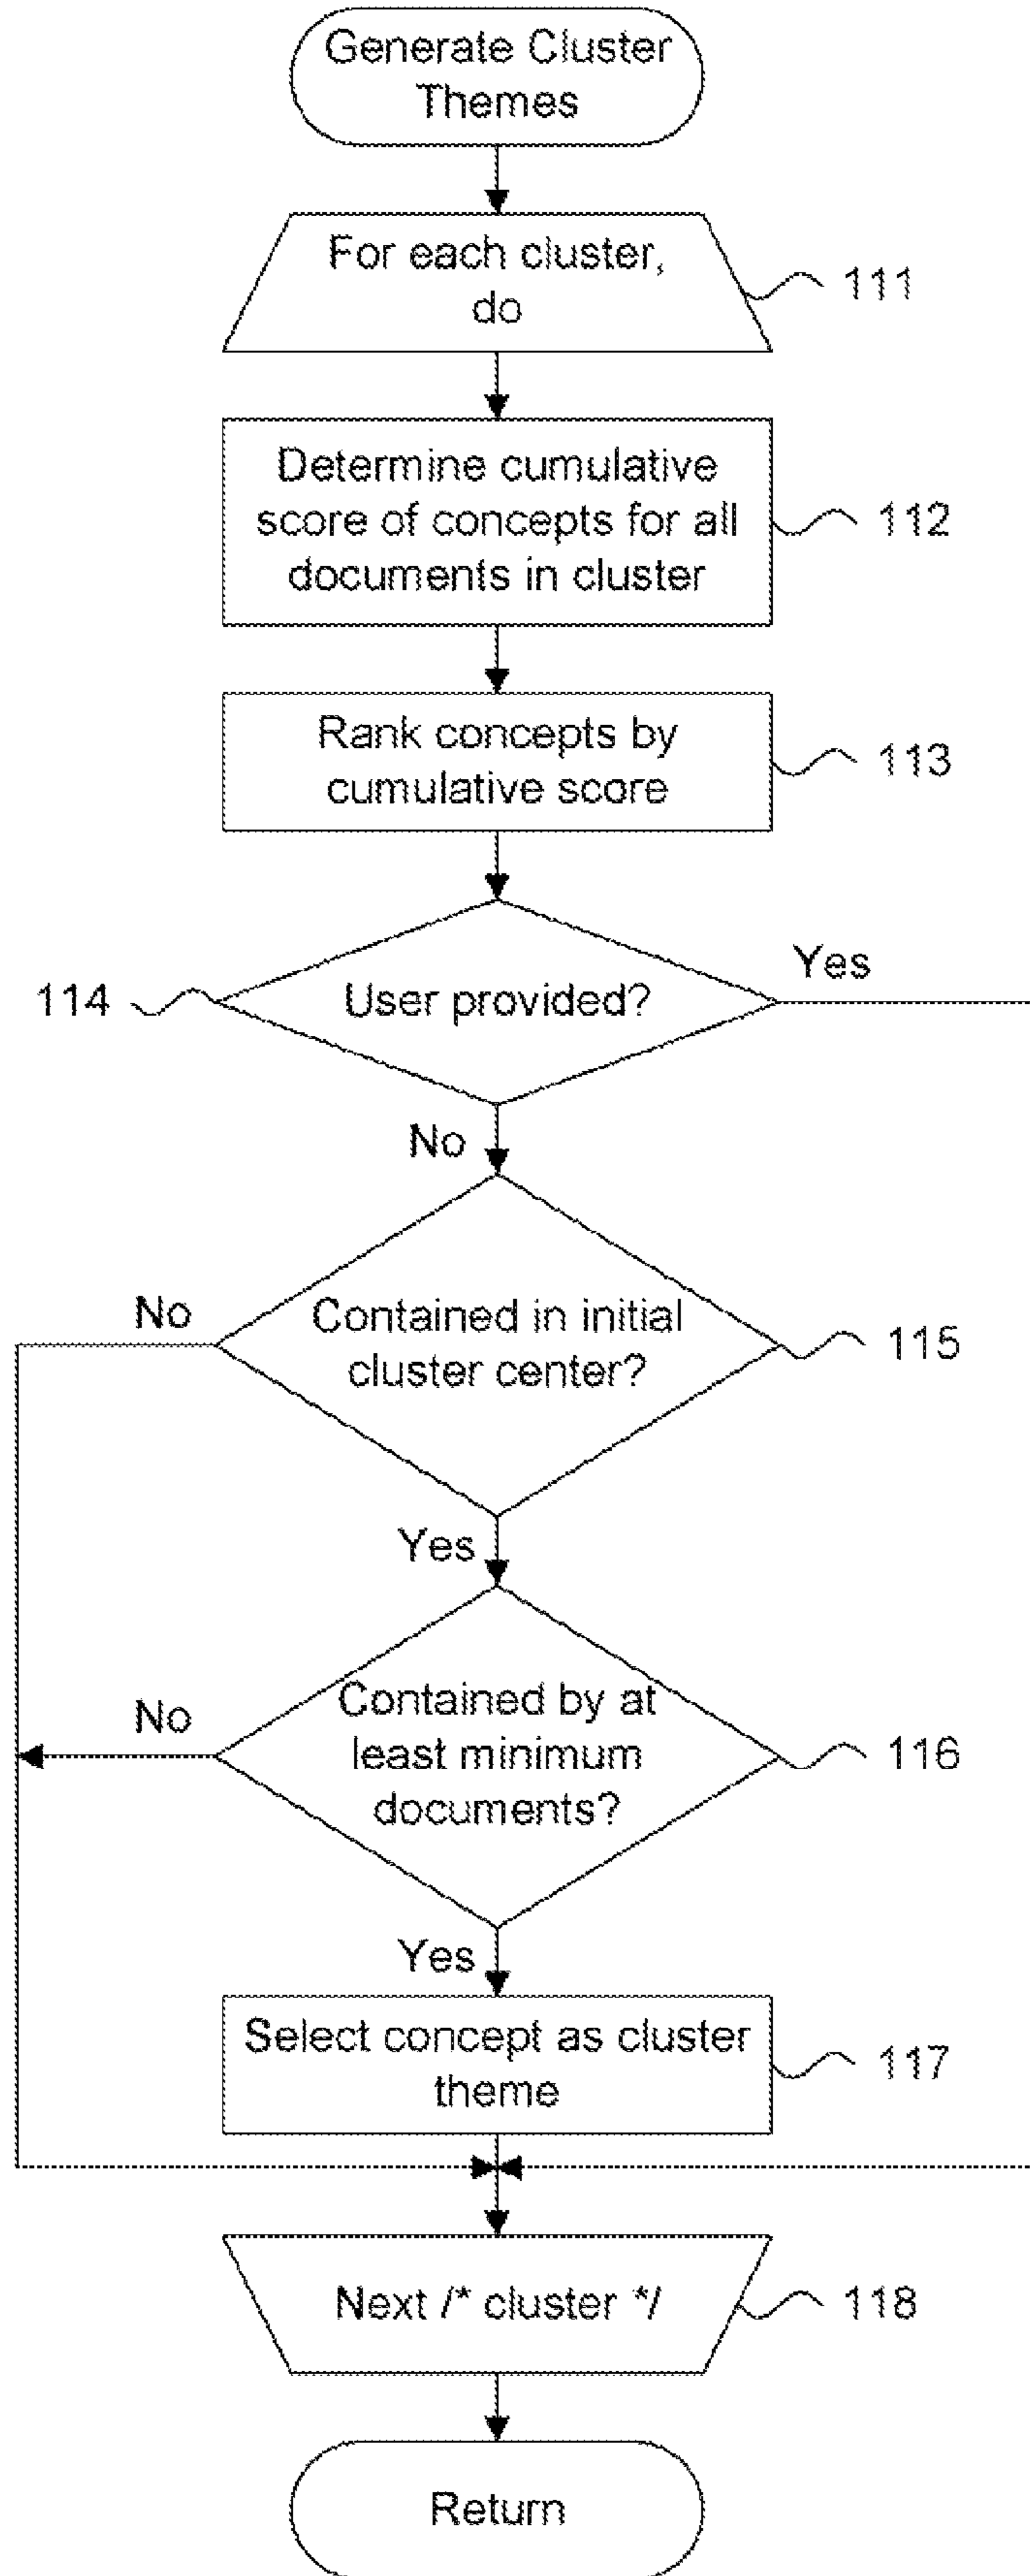 Generate Cluster
Themes
For each cluster,
do
111
Determine cumulative
score of concepts for all
documents in cluster
112
Rank concepts by
cumulative score
113
Yes
114
User provided?
No
No
Contained in initial
cluster center?
115
Yes
No
Contained by at
least minimum
documents?
116
Yes
Select concept as cluster
theme
117
Next /* cluster */
118
Return